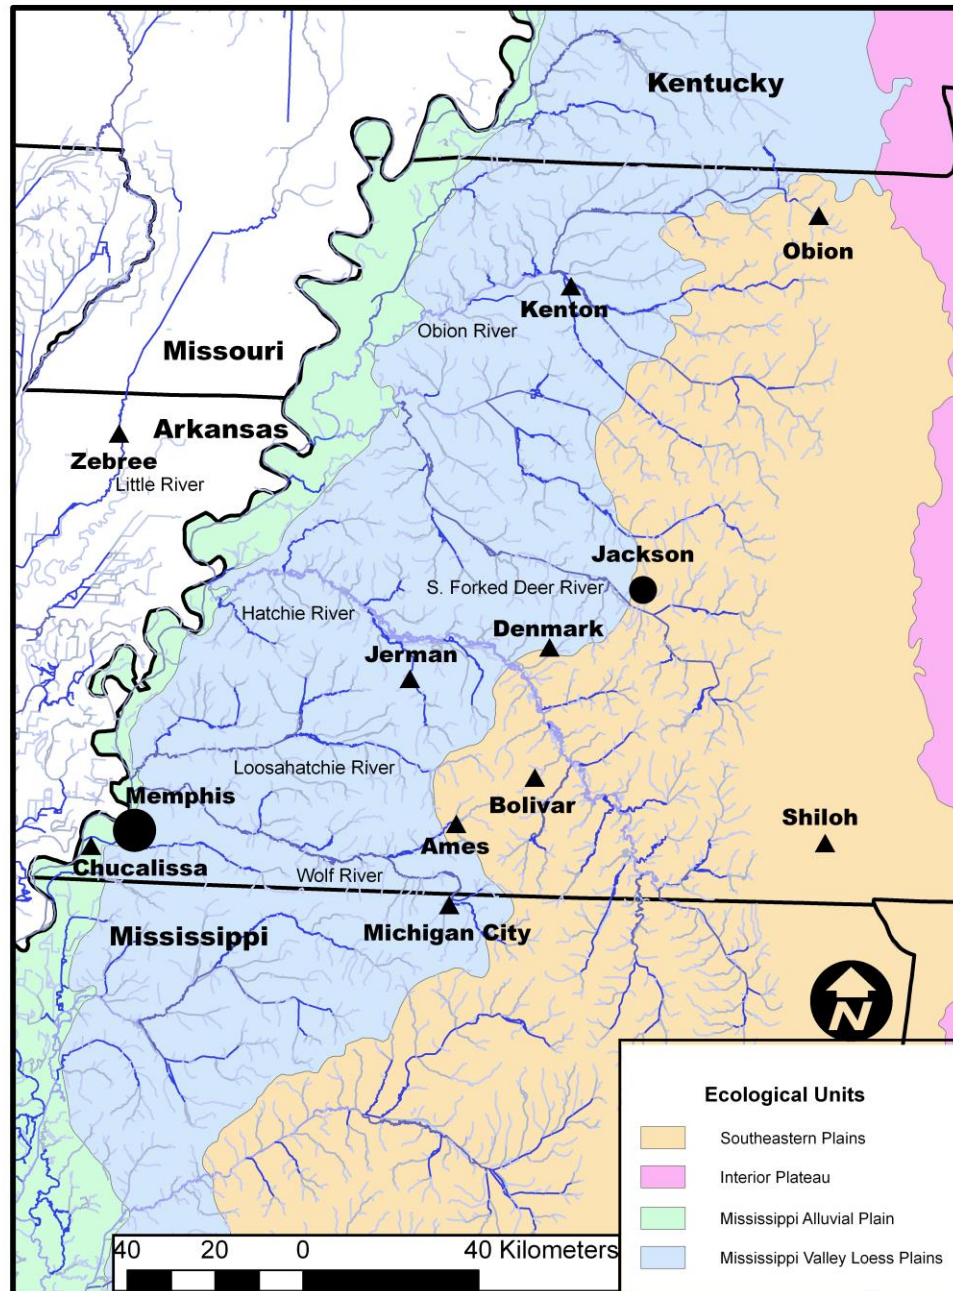 Kentucky
Obion
Kenton
Obion River
Missouri
Arkansas
Zebree
Little River
Jackson
S. Forked Deer River
Hatchie River
Denmark
Jerman
Loosahatchie River
Bolivar
Memphis
Shiloh
Ames
Chucalissa
Wolf River
Michigan City
Mississippi
N
Ecological Units
Southeastern Plains
Interior Plateau
Mississippi Alluvial Plain
Mississippi Valley Loess Plains
40 20 0 40 Kilometers